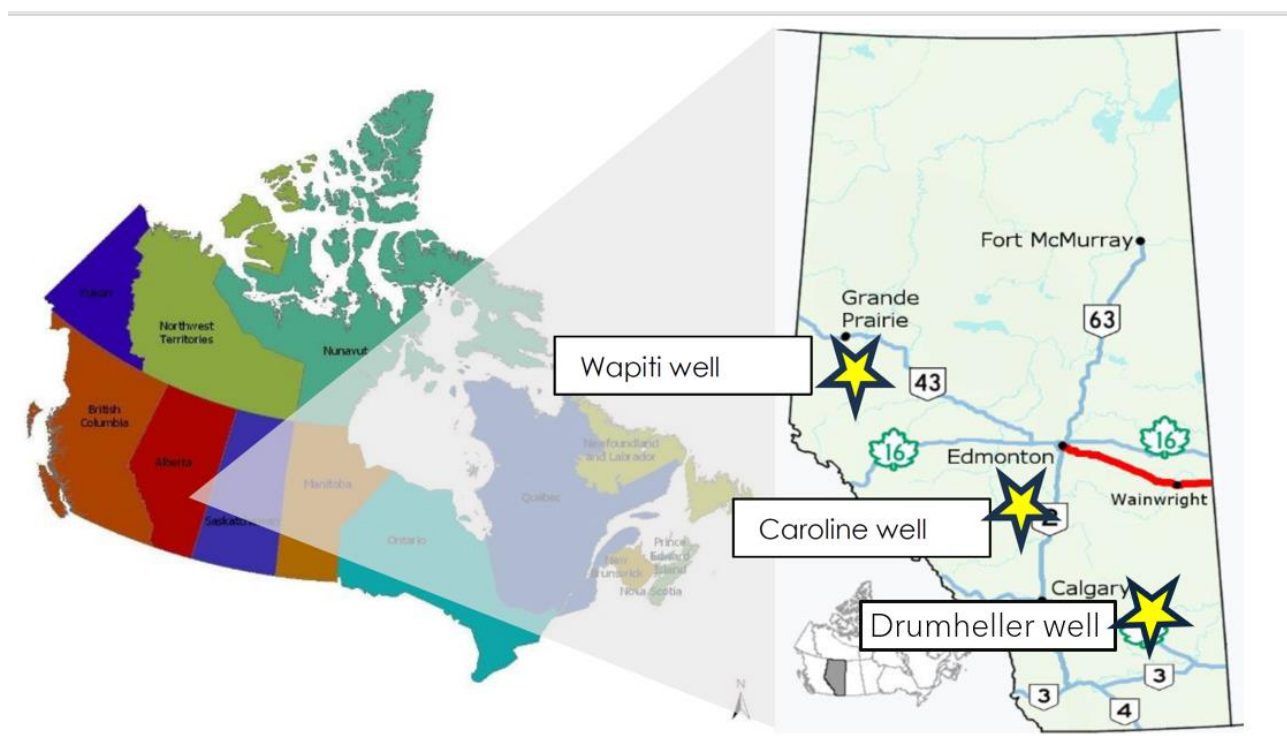 Yukon
Northwest
Territories
Nunavut
British
Columbia
Alberta
Saskatchewan
Manitoba
Ontario
Québec
Newfoundland
and Labrador
New
Brunswick
Prince
Edward
Island
Nova Scotia
N
Fort McMurray
Grande
Prairie
63
Wapiti well
43
16
16
Edmonton
Wainwright
Caroline well
2
Calgary
Drumheller well
3
3
4